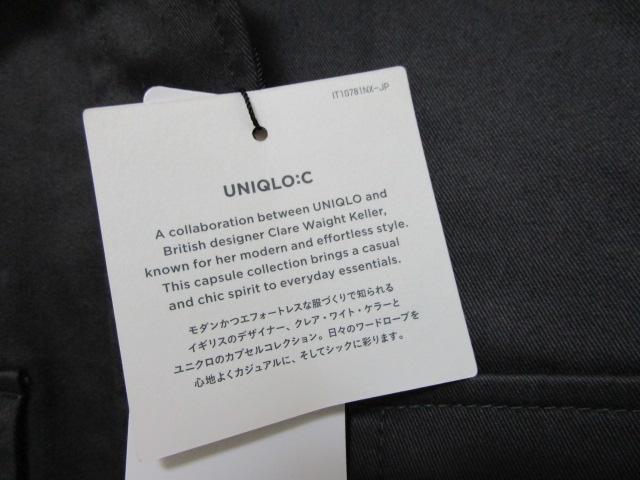 IT10781NX-JP
UNIQLO:C
A collaboration between UNIQLO and
British designer Clare Waight Keller,
known for her modern and effortless style.
This capsule collection brings a casual
and chic spirit to everyday essentials.
モダンかつエフォートレスな服づくりで知られる
イギリスのデザイナー、クレア・ワイト・ケラーと
ユニクロのカプセルコレクション。日々のワードローブを
心地よくカジュアルに、そしてシックに彩ります。